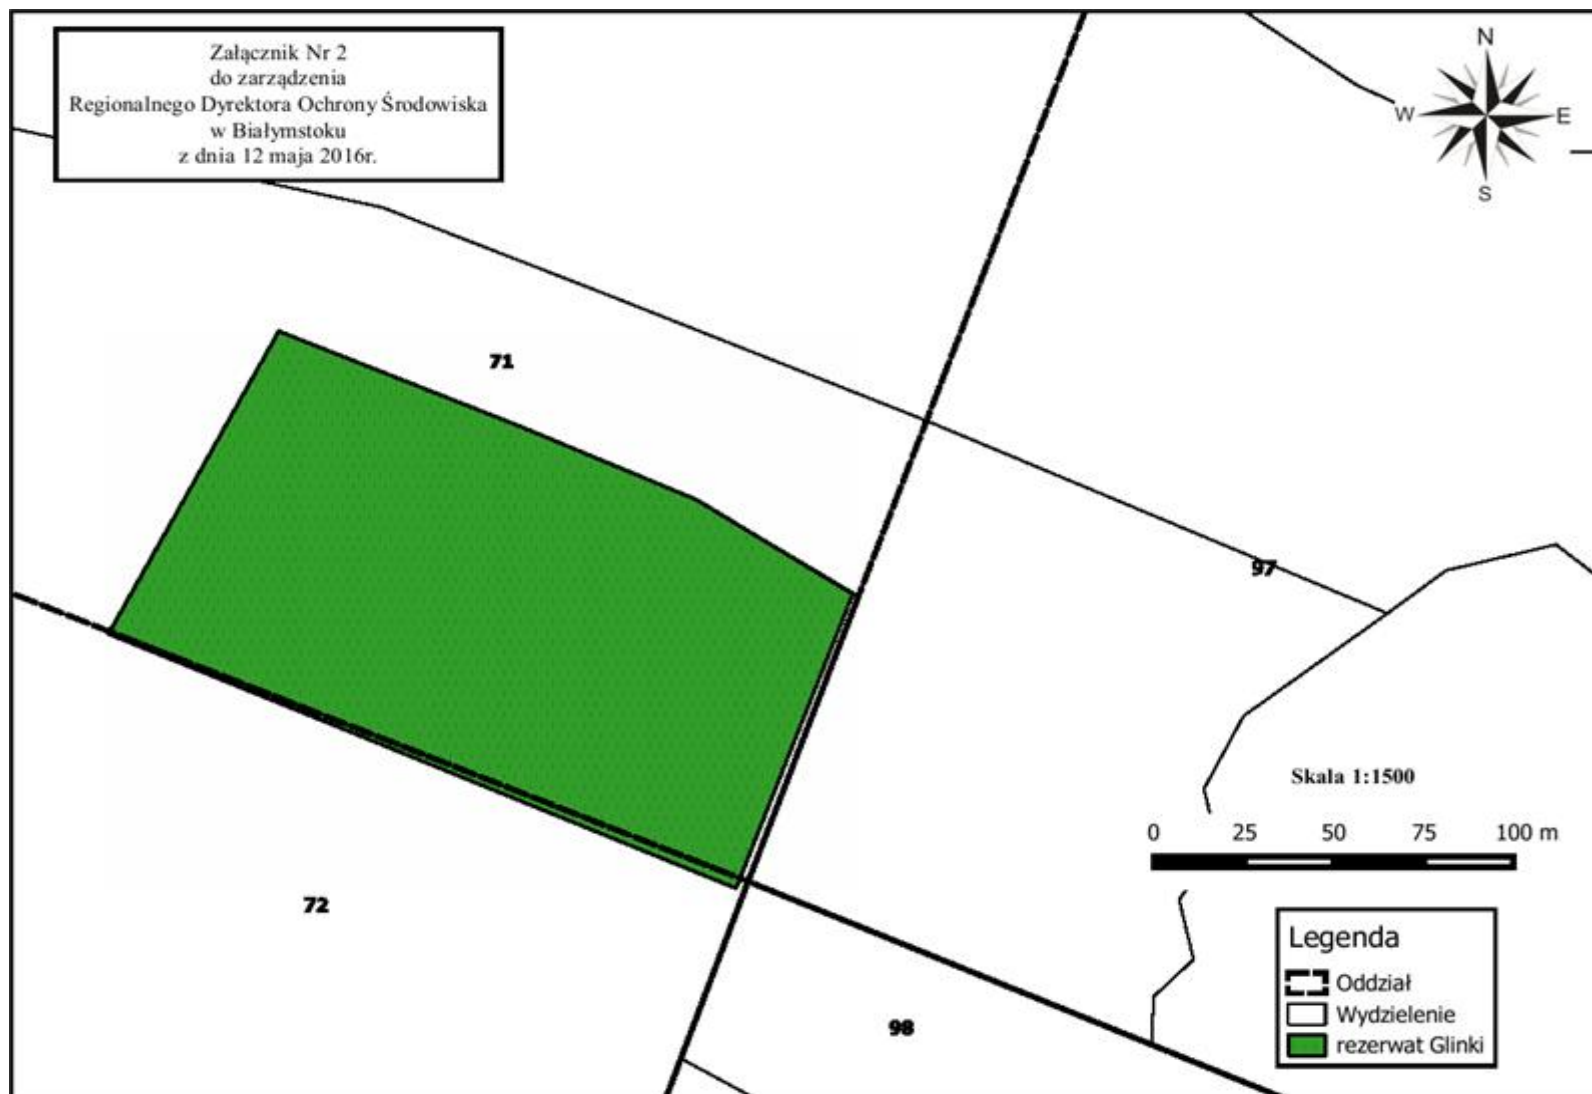 Załącznik Nr 2
do zarządzenia
Regionalnego Dyrektora Ochrony Środowiska
w Białymstoku
z dnia 12 maja 2016r.
N
W
E
S
71
97
72
98
Skala 1:1500
0 25 50 75 100 m
Legenda
Oddział
Wydzielenie
rezerwat Glinki